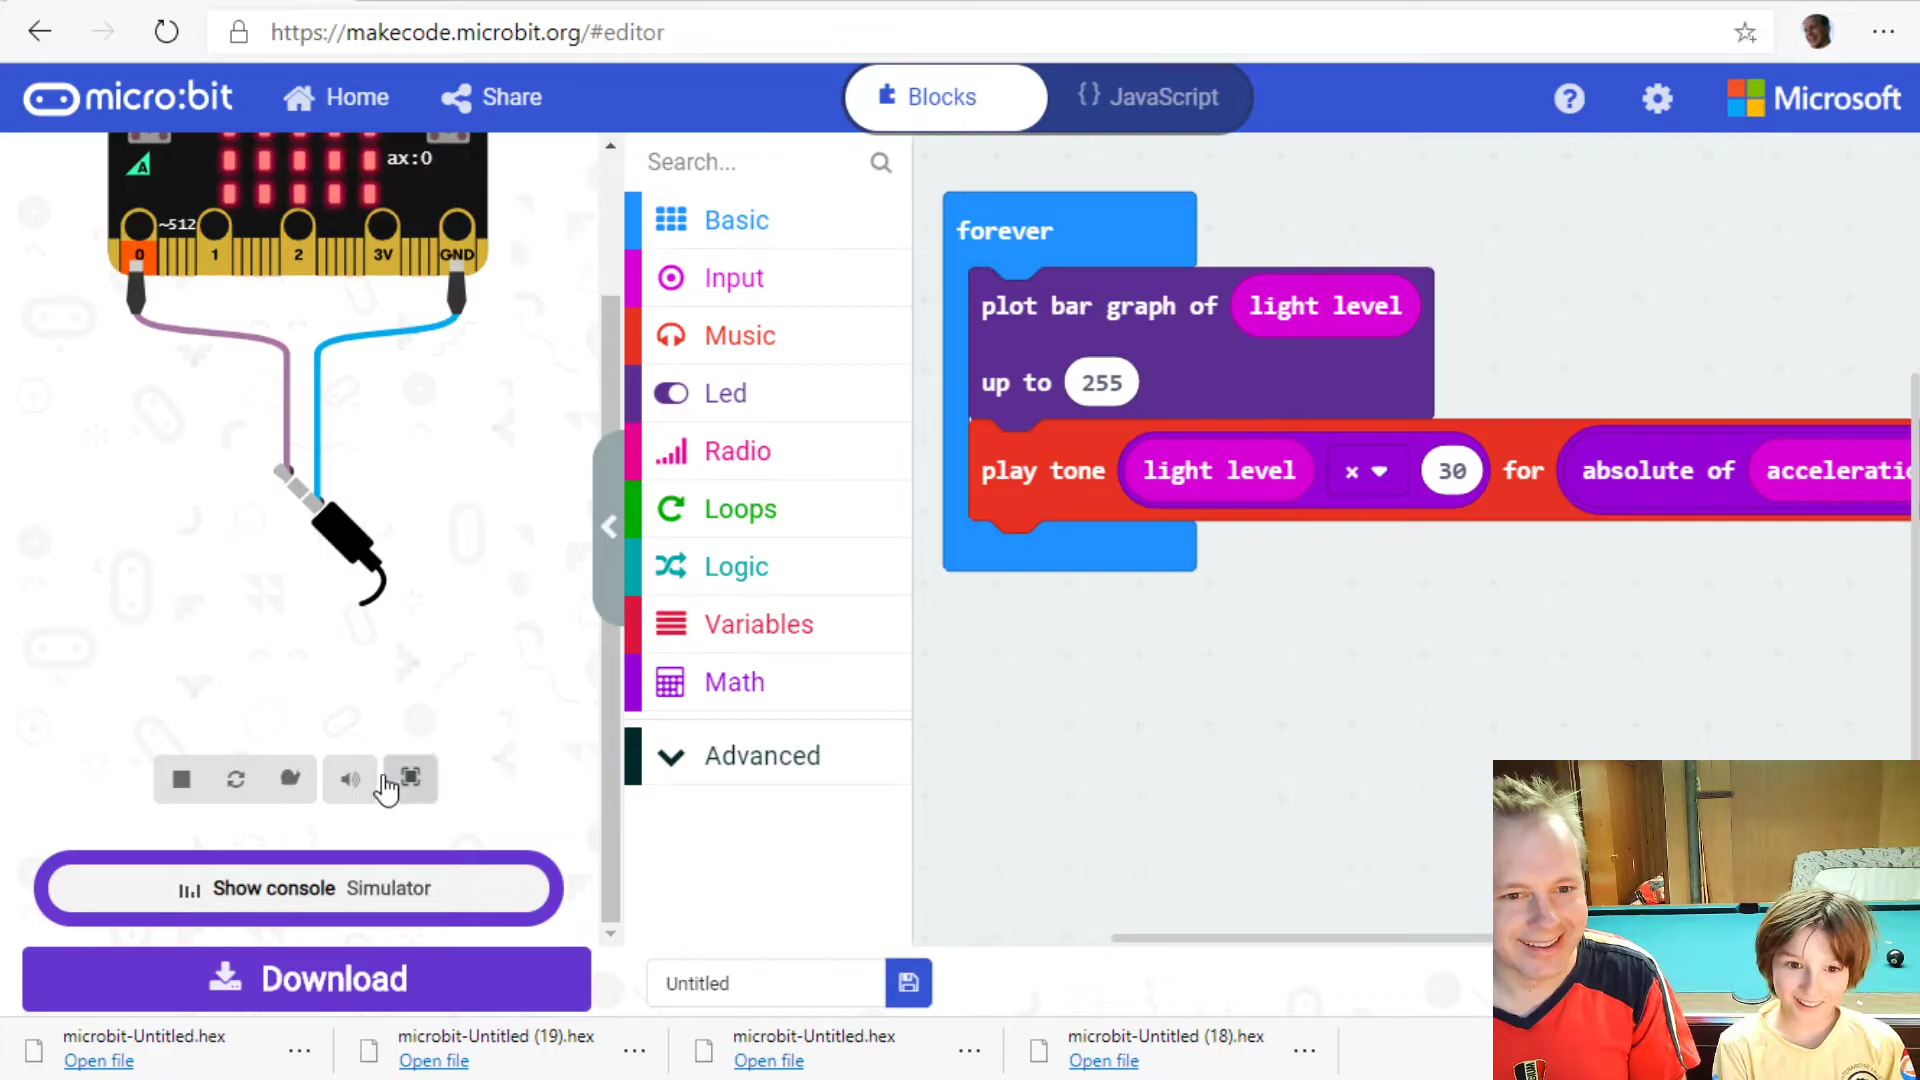 https://makecode.microbit.org/#editor
micro:bit Home Share Blocks {} JavaScript ? Microsoft
A ax:0
~512
0 1 2 3V GND
Show console Simulator
Download
Search...
Basic
Input
Music
Led
Radio
Loops
Logic
Variables
Math
Advanced
forever
plot bar graph of light level
up to 255
play tone light level × 30 for absolute of acceleratio
Untitled
microbit-Untitled.hex
Open file
microbit-Untitled (19).hex
Open file
microbit-Untitled.hex
Open file
microbit-Untitled (18).hex
Open file